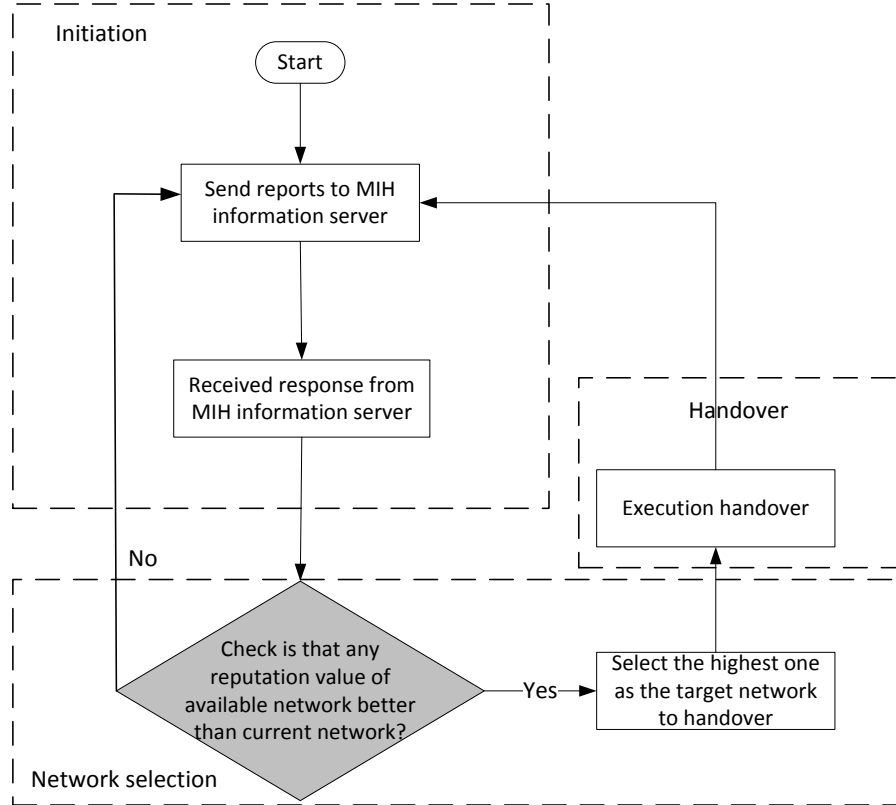 Initiation
Start
Send reports to MIH
information server
Received response from
MIH information server
Handover
Execution handover
No
Check is that any
reputation value of
available network better
than current network?
Yes
Select the highest one
as the target network
to handover
Network selection